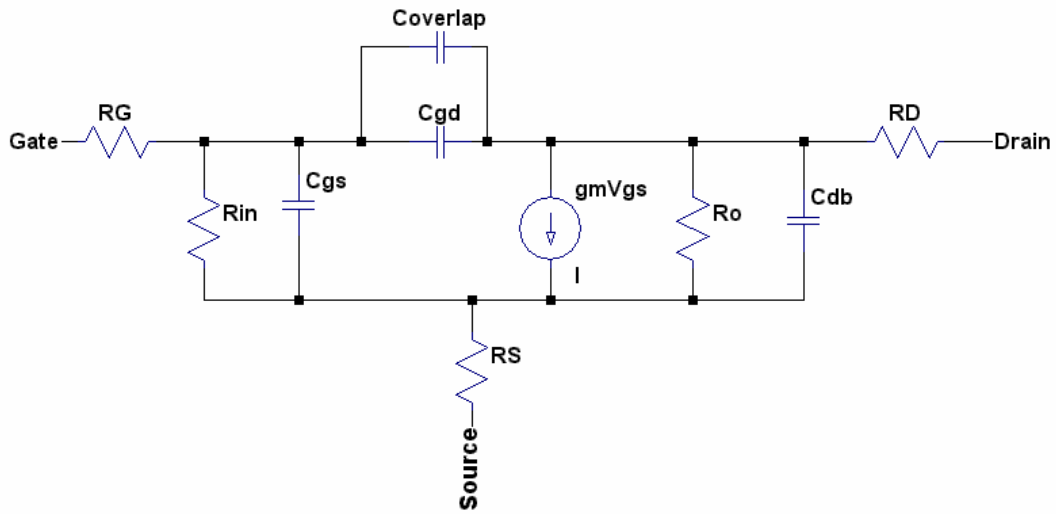 Coverlap
RG
Cgd
RD
Gate
Drain
Cgs
gmVgs
Cdb
Rin
Ro
I
RS
Source